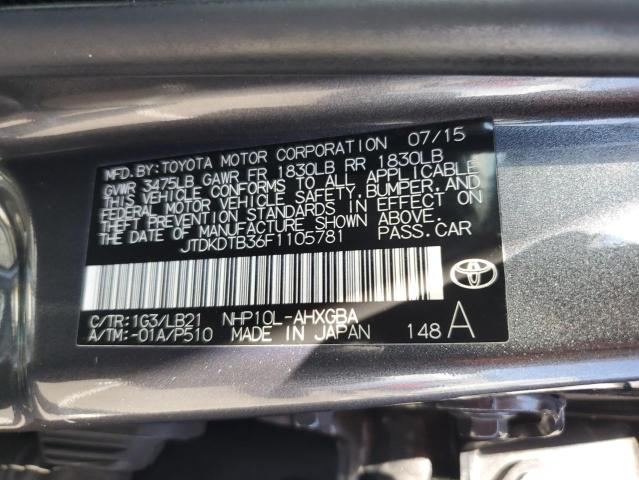 MFD.BY:TOYOTA MOTOR CORPORATION 07/15
GVWR 3475LB GAWR FR 1830LB RR 1830LB
THIS VEHICLE CONFORMS TO ALL APPLICABLE
FEDERAL MOTOR VEHICLE SAFETY,BUMPER,AND
THEFT PREVENTION STANDARDS IN EFFECT ON
THE DATE OF MANUFACTURE SHOWN ABOVE.
JTDKDTB36F1105781 PASS.CAR
C/TR:1G3/LB21 NHP10L-AHXGBA
A/TM:-01A/P510 MADE IN JAPAN 148 A